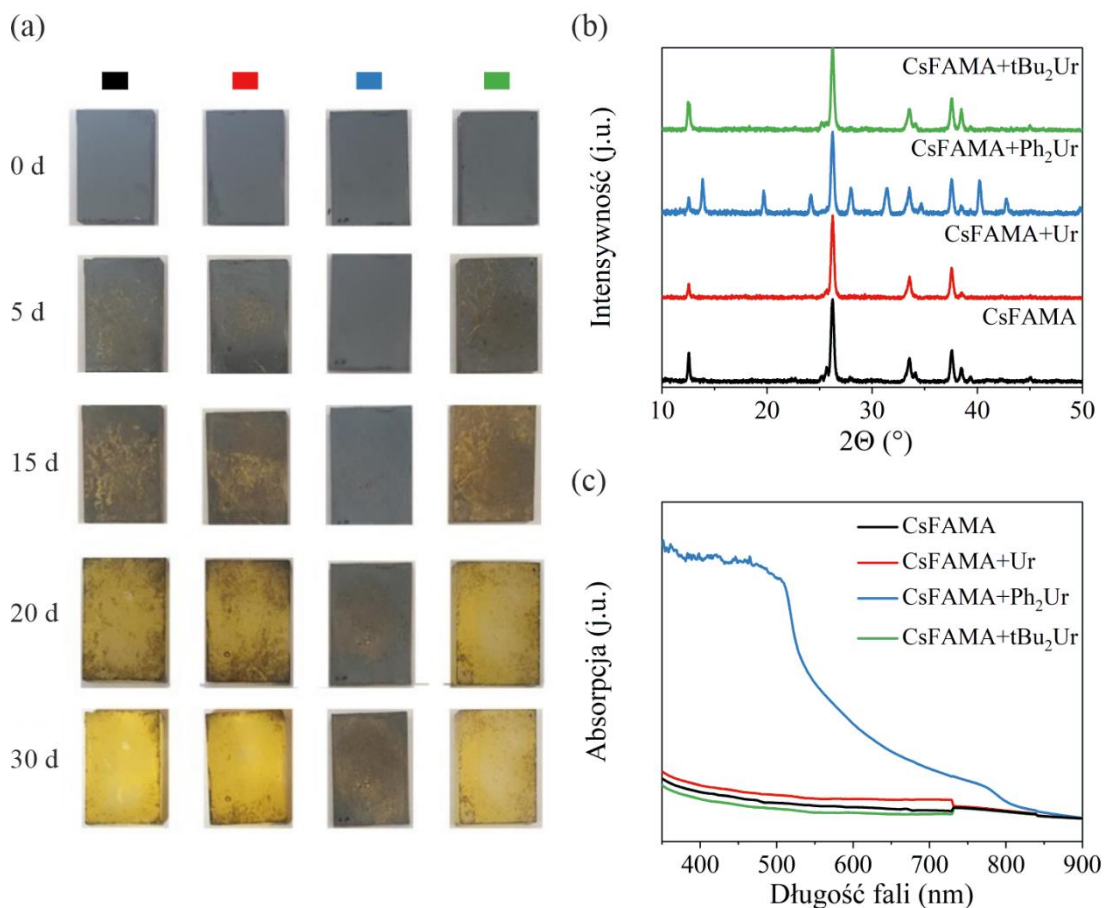 (a)
0 d
5 d
15 d
20 d
30 d
(b)
CsFAMA+tBu₂Ur
CsFAMA+Ph₂Ur
CsFAMA+Ur
CsFAMA
Intensywność (j.u.)
10 20 30 40 50
2Θ (°)
(c)
CsFAMA
CsFAMA+Ur
CsFAMA+Ph₂Ur
CsFAMA+tBu₂Ur
Absorpcja (j.u.)
400 500 600 700 800 900
Długość fali (nm)